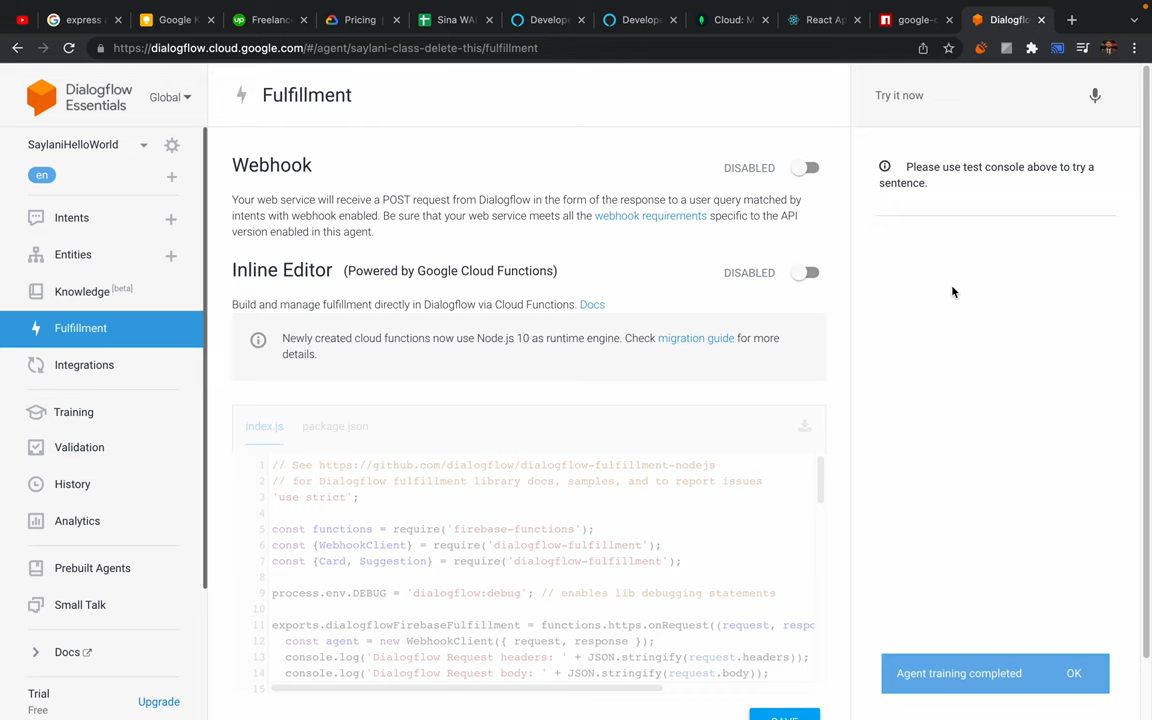 express a
Google K
Freelance
Pricing
Sina WA
Develope
Develope
Cloud: M
React Ap
google-c
Dialogflo
https://dialogflow.cloud.google.com/#/agent/saylani-class-delete-this/fulfillment
Dialogflow
Essentials
Global
SaylaniHelloWorld
en
Intents
Entities
Knowledge [beta]
Fulfillment
Integrations
Training
Validation
History
Analytics
Prebuilt Agents
Small Talk
Docs
Trial
Free
Upgrade
Fulfillment
Webhook
DISABLED
Your web service will receive a POST request from Dialogflow in the form of the response to a user query matched by
intents with webhook enabled. Be sure that your web service meets all the webhook requirements specific to the API
version enabled in this agent.
Inline Editor (Powered by Google Cloud Functions)
DISABLED
Build and manage fulfillment directly in Dialogflow via Cloud Functions. Docs
Newly created cloud functions now use Node.js 10 as runtime engine. Check migration guide for more
details.
index.js package.json
1 // See https://github.com/dialogflow/dialogflow-fulfillment-nodejs
2 // for Dialogflow fulfillment library docs, samples, and to report issues
3 'use strict';
4
5 const functions = require('firebase-functions');
6 const {WebhookClient} = require('dialogflow-fulfillment');
7 const {Card, Suggestion} = require('dialogflow-fulfillment');
8
9 process.env.DEBUG = 'dialogflow:debug'; // enables lib debugging statements
10
11 exports.dialogflowFirebaseFulfillment = functions.https.onRequest((request, respo
12 const agent = new WebhookClient({ request, response });
13 console.log('Dialogflow Request headers: ' + JSON.stringify(request.headers));
14 console.log('Dialogflow Request body: ' + JSON.stringify(request.body));
15
SAVE
Try it now
Please use test console above to try a
sentence.
Agent training completed OK